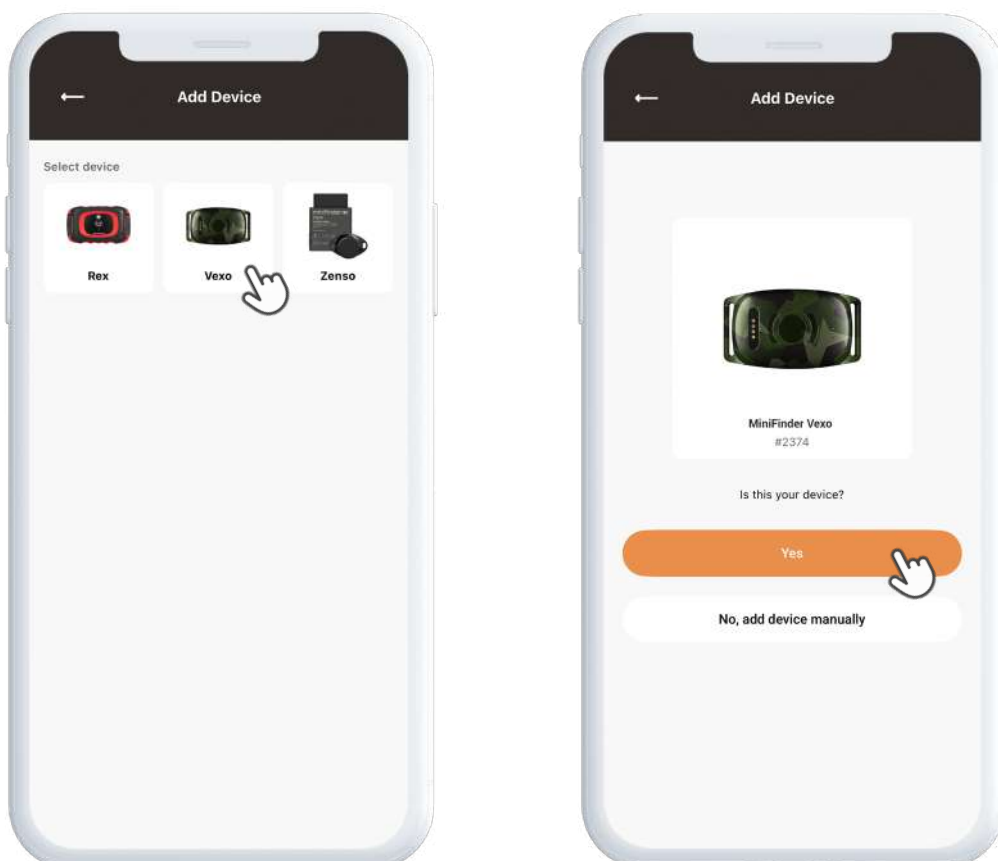 Add Device
Select device
Rex
Vexo
Zenso
Add Device
MiniFinder Vexo
#2374
Is this your device?
Yes
No, add device manually